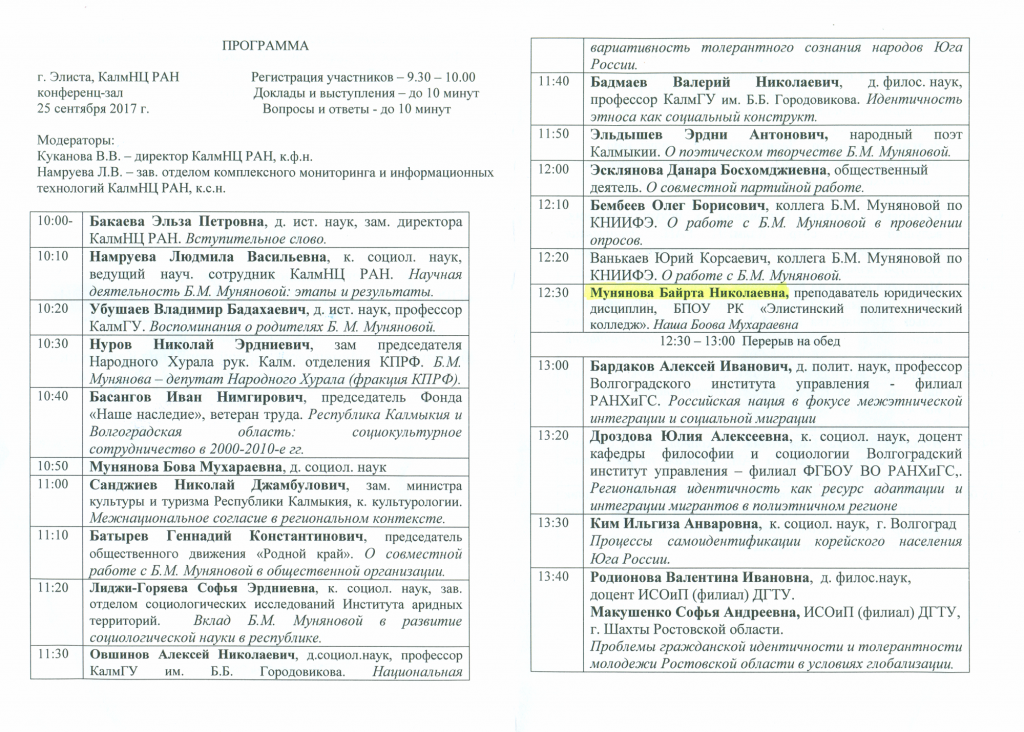 ПРОГРАММА
г. Элиста, КалмНЦ РАН Регистрация участников – 9.30 – 10.00
конференц-зал Доклады и выступления – до 10 минут
25 сентября 2017 г. Вопросы и ответы - до 10 минут
Модераторы:
Куканова В.В. – директор КалмНЦ РАН, к.ф.н.
Намруева Л.В. – зав. отделом комплексного мониторинга и информационных
технологий КалмНЦ РАН, к.с.н.
10:00- Бакаева Эльза Петровна, д. ист. наук, зам. директора
КалмНЦ РАН. Вступительное слово.
10:10 Намруева Людмила Васильевна, к. социол. наук,
ведущий науч. сотрудник КалмНЦ РАН. Научная
деятельность Б.М. Муняновой: этапы и результаты.
10:20 Убушаев Владимир Бадахаевич, д. ист. наук, профессор
КалмГУ. Воспоминания о родителях Б. М. Муняновой.
10:30 Нуров Николай Эрдниевич, зам председателя
Народного Хурала рук. Калм. отделения КПРФ. Б.М.
Мунянова – депутат Народного Хурала (фракция КПРФ).
10:40 Басангов Иван Нимгирович, председатель Фонда
«Наше наследие», ветеран труда. Республика Калмыкия и
Волгоградская область: социокультурное
сотрудничество в 2000-2010-е гг.
10:50 Мунянова Бова Мухараевна, д. социол. наук
11:00 Санджиев Николай Джамбулович, зам. министра
культуры и туризма Республики Калмыкия, к. культурологии.
Межнациональное согласие в региональном контексте.
11:10 Батырев Геннадий Константинович, председатель
общественного движения «Родной край». О совместной
работе с Б.М. Муняновой в общественной организации.
11:20 Лиджи-Горяева Софья Эрдниевна, к. социол. наук, зав.
отделом социологических исследований Института аридных
территорий. Вклад Б.М. Муняновой в развитие
социологической науки в республике.
11:30 Овшинов Алексей Николаевич, д.социол.наук, профессор
КалмГУ им. Б.Б. Городовикова. Национальная
вариативность толерантного сознания народов Юга
России.
11:40 Бадмаев Валерий Николаевич, д. филос. наук,
профессор КалмГУ им. Б.Б. Городовикова. Идентичность
этноса как социальный конструкт.
11:50 Эльдышев Эрдни Антонович, народный поэт
Калмыкии. О поэтическом творчестве Б.М. Муняновой.
12:00 Эсклянова Данара Босхомджиевна, общественный
деятель. О совместной партийной работе.
12:10 Бембеев Олег Борисович, коллега Б.М. Муняновой по
КНИИФЭ. О работе с Б.М. Муняновой в проведении
опросов.
12:20 Ванькаев Юрий Корсаевич, коллега Б.М. Муняновой по
КНИИФЭ. О работе с Б.М. Муняновой.
12:30 Мунянова Байрта Николаевна, преподаватель юридических
дисциплин, БПОУ РК «Элистинский политехнический
колледж». Наша Боова Мухараевна
12:30 – 13:00 Перерыв на обед
13:00 Бардаков Алексей Иванович, д. полит. наук, профессор
Волгоградского института управления - филиал
РАНХиГС. Российская нация в фокусе межэтнической
интеграции и социальной миграции
13:20 Дроздова Юлия Алексеевна, к. социол. наук, доцент
кафедры философии и социологии Волгоградский
институт управления – филиал ФГБОУ ВО РАНХиГС,.
Региональная идентичность как ресурс адаптации и
интеграции мигрантов в полиэтничном регионе
13:30 Ким Ильгиза Анваровна, к. социол. наук, г. Волгоград
Процессы самоидентификации корейского населения
Юга России.
13:40 Родионова Валентина Ивановна, д. филос.наук,
доцент ИСОиП (филиал) ДГТУ.
Макушенко Софья Андреевна, ИСОиП (филиал) ДГТУ,
г. Шахты Ростовской области.
Проблемы гражданской идентичности и толерантности
молодежи Ростовской области в условиях глобализации.